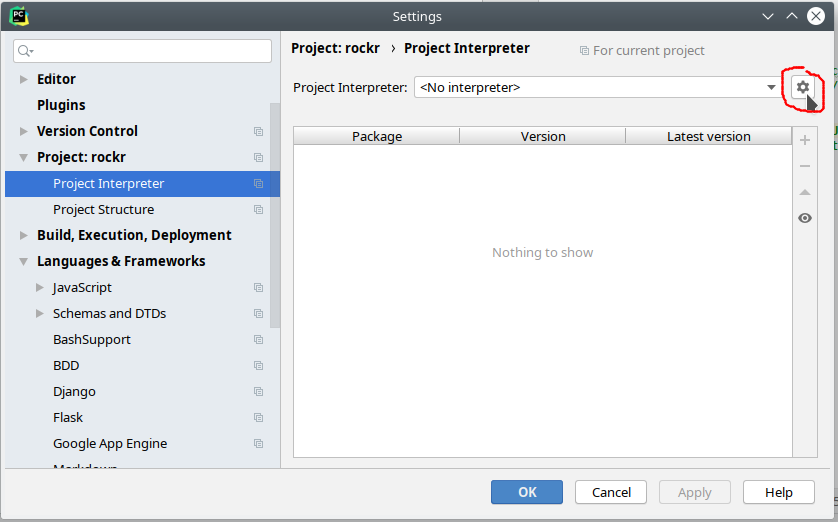 Settings
Project: rockr › Project Interpreter
For current project
Project Interpreter: <No interpreter>
Editor
Plugins
Version Control
Project: rockr
Project Interpreter
Project Structure
Build, Execution, Deployment
Languages & Frameworks
JavaScript
Schemas and DTDs
BashSupport
BDD
Django
Flask
Google App Engine
Markdown
Package Version Latest version
Nothing to show
OK Cancel Apply Help